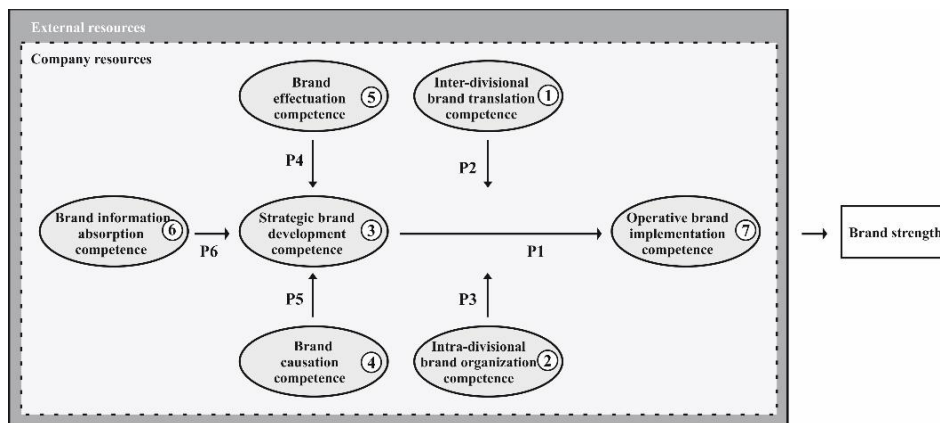 External resources
Company resources
Brand
effectuation
competence
5
Inter-divisional
brand translation
competence
1
P4
P2
Brand information
absorption
competence
6
P6
Strategic brand
development
competence
3
P1
Operative brand
implementation
competence
7
Brand strength
P5
P3
Brand
causation
competence
4
Intra-divisional
brand organization
competence
2